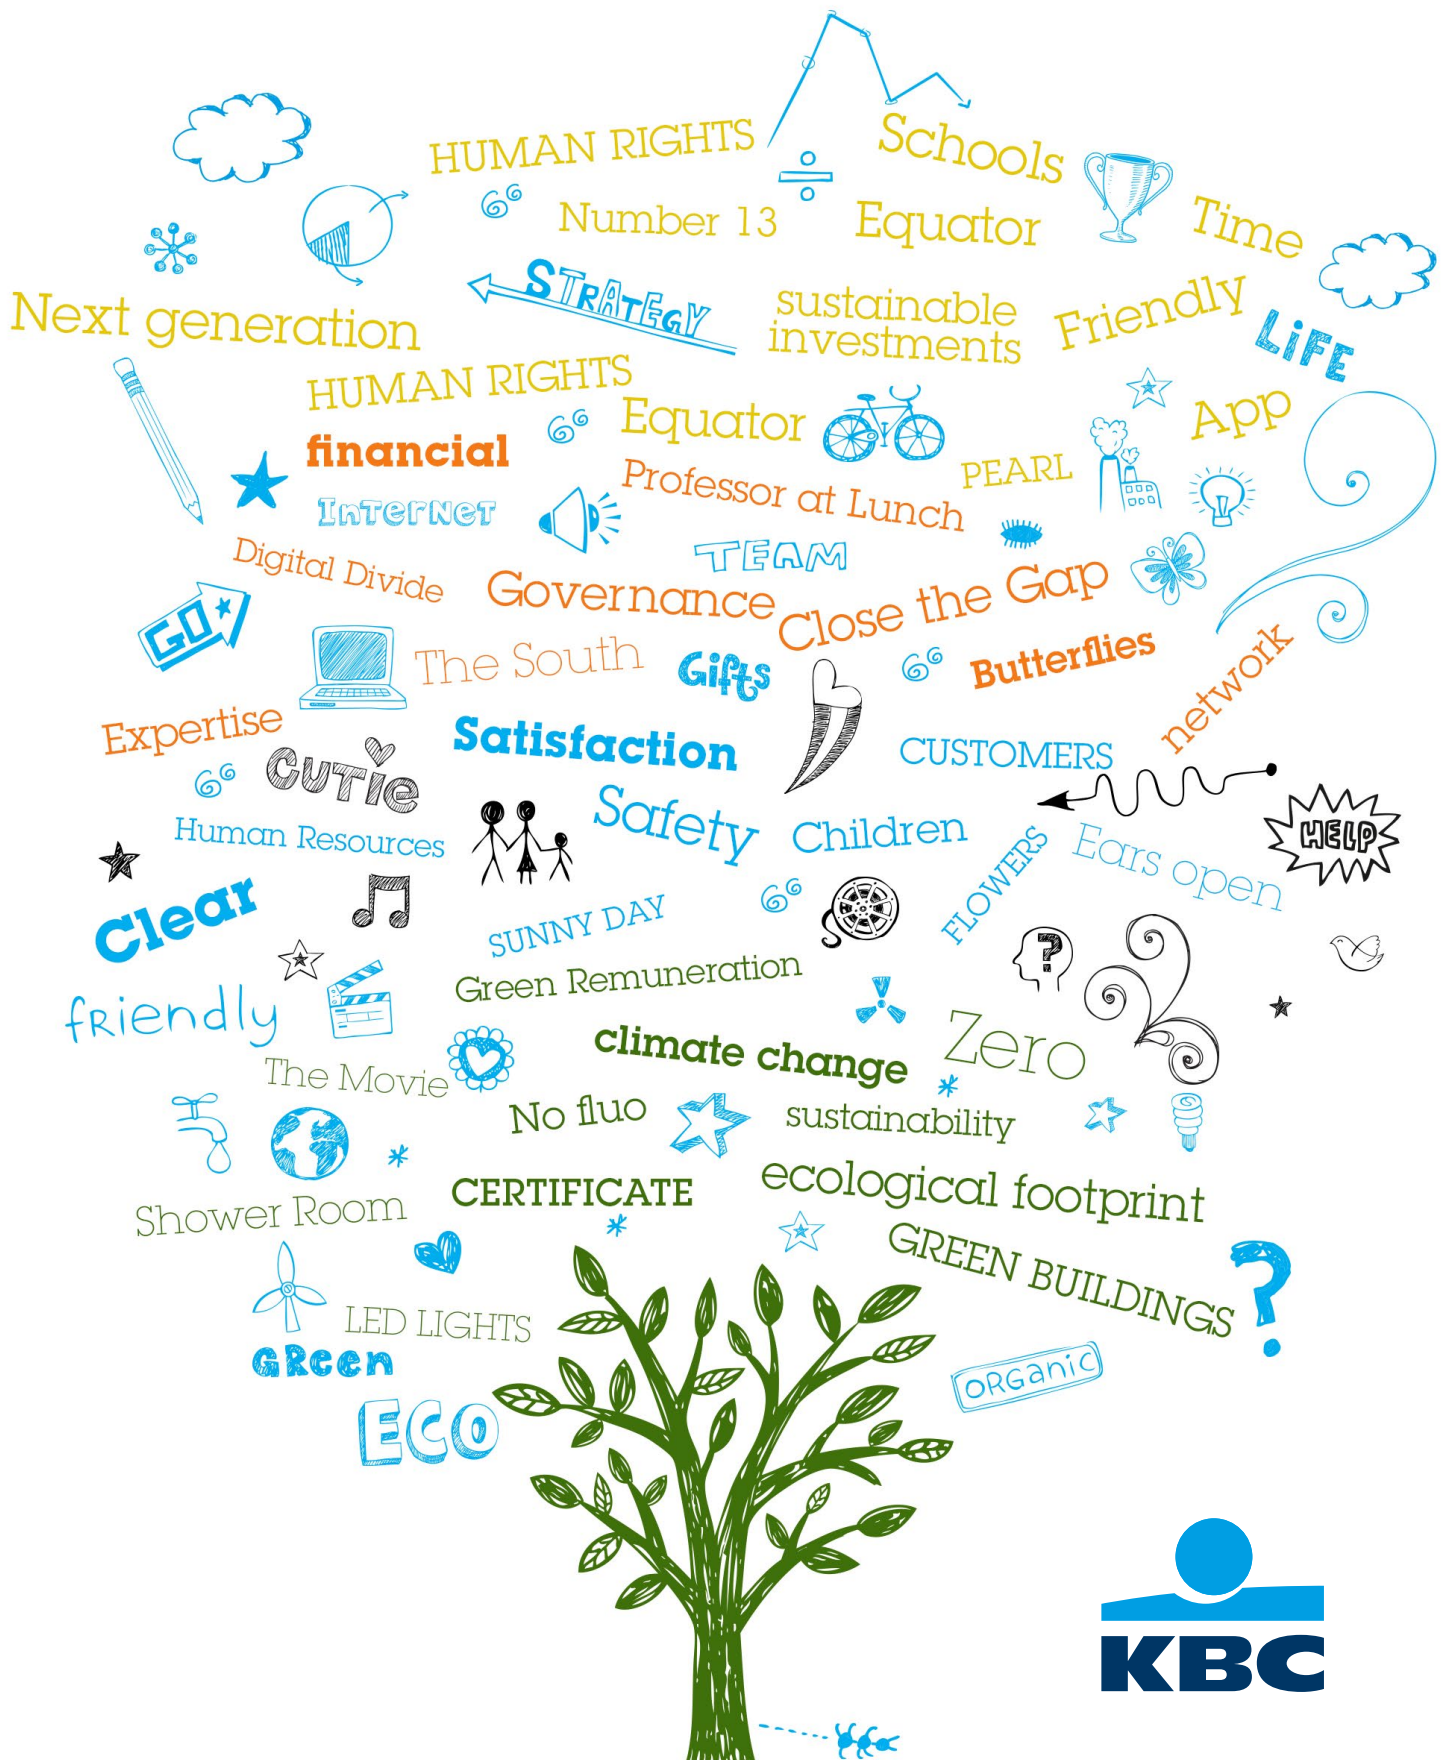 HUMAN RIGHTS
Schools
Number 13
Equator
Time
STRATEGY
sustainable
investments
Friendly
Next generation
LiFE
HUMAN RIGHTS
Equator
App
financial
Professor at Lunch
PEARL
InTerNeT
TEAM
Digital Divide
Governance
Close the Gap
GO
The South
Gifts
Butterflies
network
Expertise
Satisfaction
CUSTOMERS
CUTiE
Safety
Children
Human Resources
FLOWERS
Ears open
HELP
Clear
SUNNY DAY
?
Green Remuneration
fRiendly
climate change
Zero
The Movie
No fluo
sustainability
Shower Room
CERTIFICATE
ecological footprint
GREEN BUILDINGS
?
LED LIGHTS
GReen
ORGanic
ECO
KBC